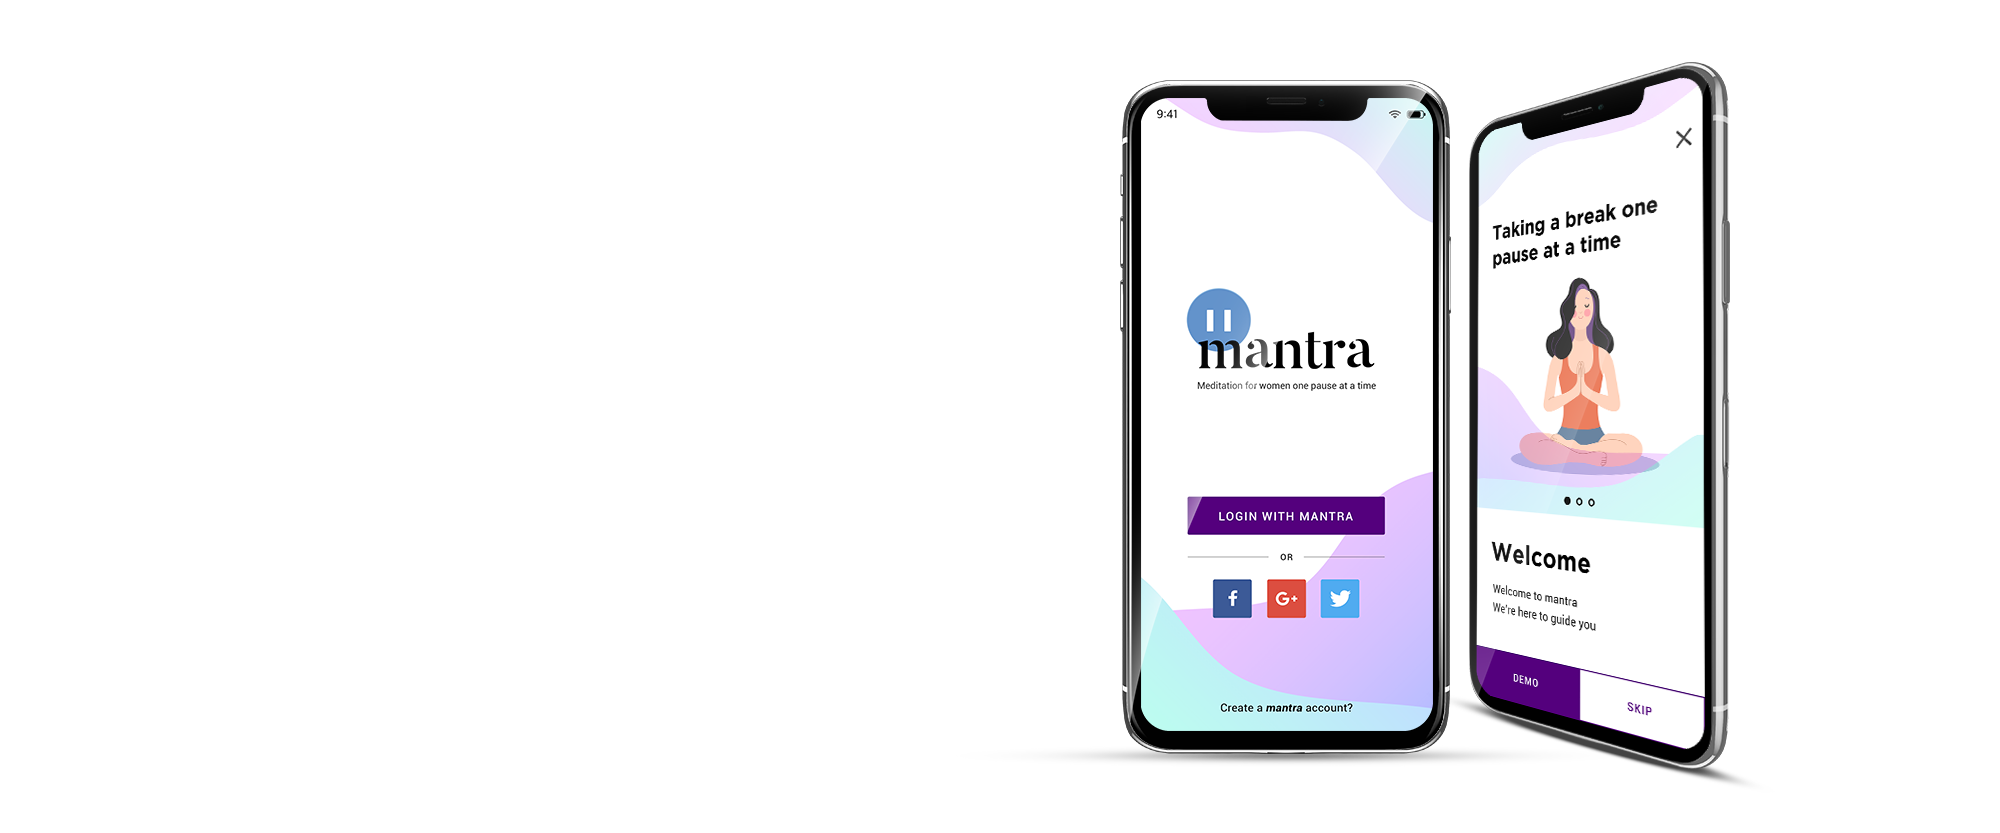 9:41
mantra
Meditation for women one pause at a time
LOGIN WITH MANTRA
OR
f
G+
Create a mantra account?
Taking a break one
pause at a time
Welcome
Welcome to mantra
We're here to guide you
DEMO
SKIP